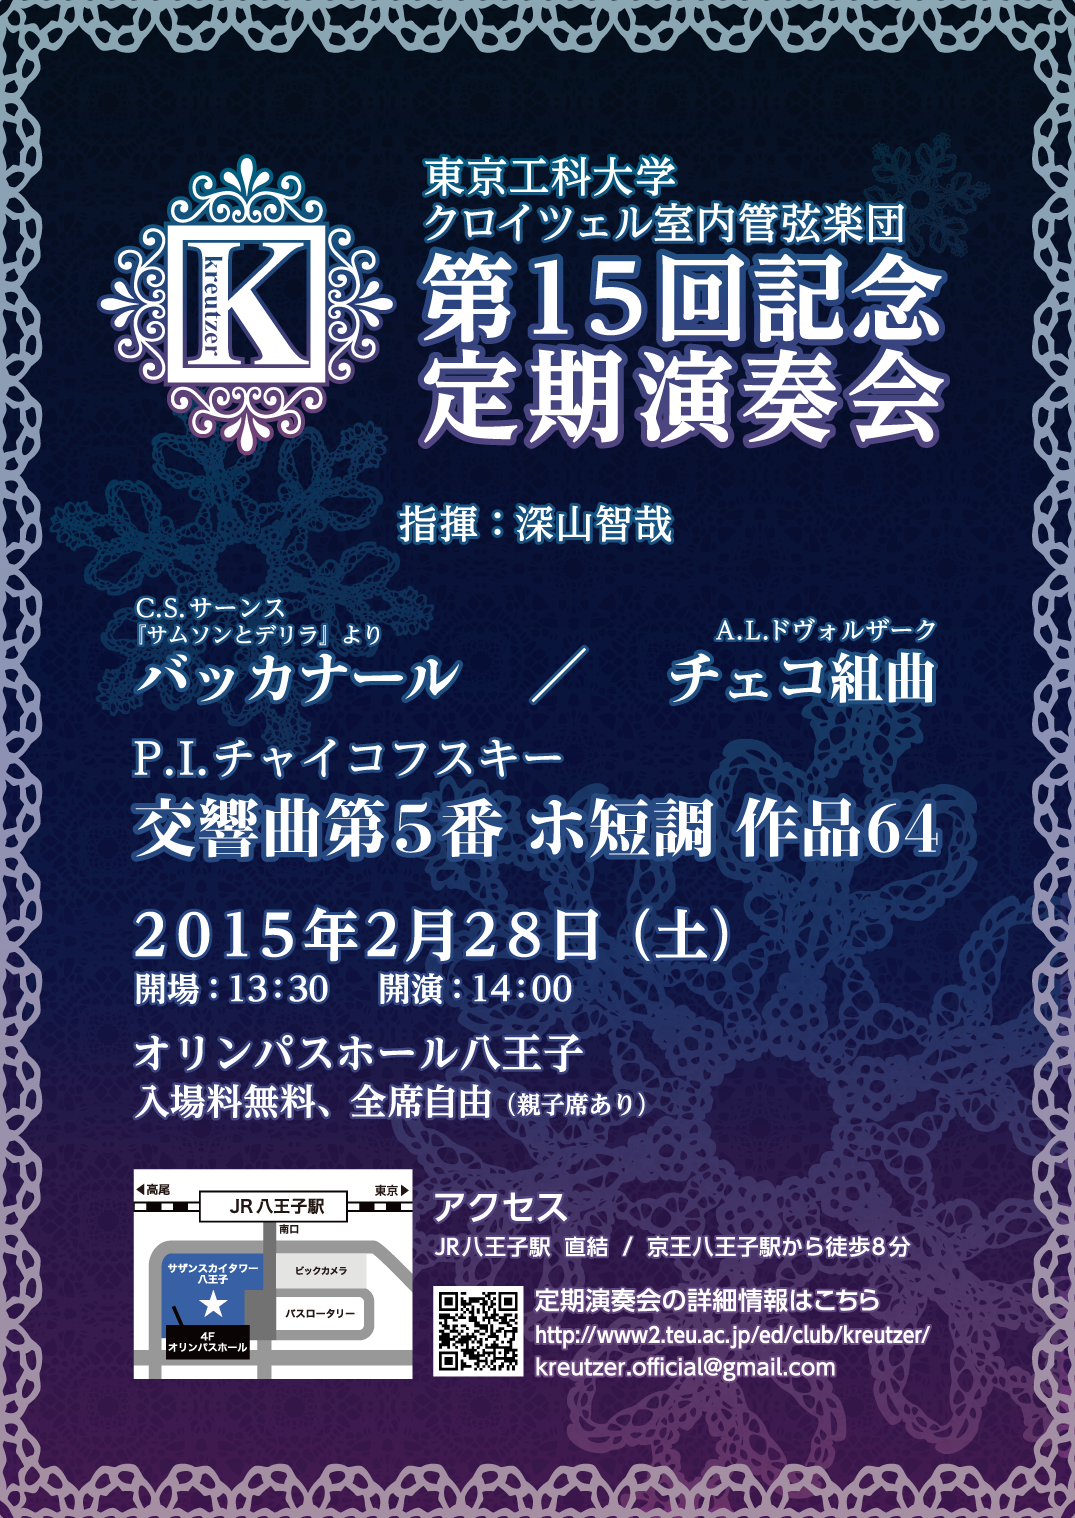 K
kreutzer
東京工科大学
クロイツェル室内管弦楽団
第15回記念
定期演奏会
指揮：深山智哉
C.S.サーンス
『サムソンとデリラ』より
バッカナール
／
A.L.ドヴォルザーク
チェコ組曲
P.I.チャイコフスキー
交響曲第5番 ホ短調 作品64
2015年2月28日（土）
開場：13：30　開演：14：00
オリンパスホール八王子
入場料無料、全席自由（親子席あり）
◀高尾
東京▶
JR 八王子駅
南口
サザンスカイタワー
八王子
★
ビックカメラ
バスロータリー
4F
オリンパスホール
アクセス
JR八王子駅 直結 / 京王八王子駅から徒歩8分
定期演奏会の詳細情報はこちら
http://www2.teu.ac.jp/ed/club/kreutzer/
kreutzer.official@gmail.com